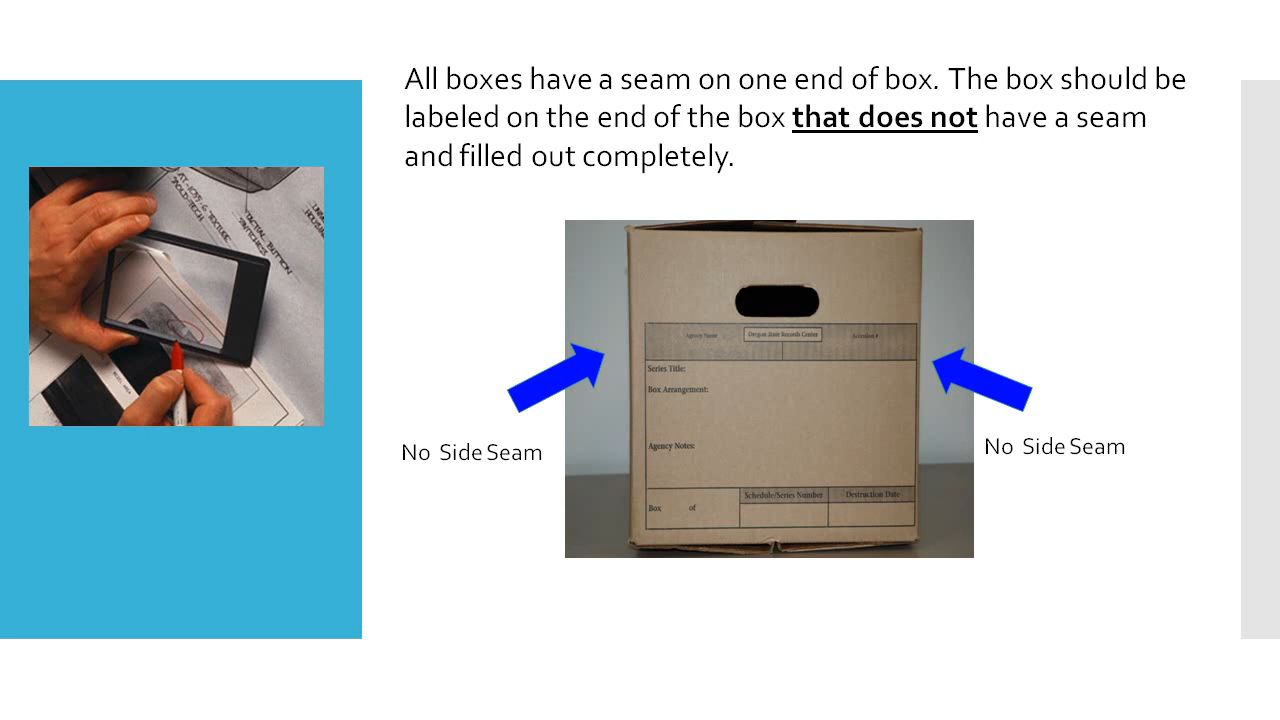 All boxes have a seam on one end of box. The box should be
labeled on the end of the box that does not have a seam
and filled out completely.
No Side Seam
No Side Seam
Agency Name Oregon State Records Center Accession #
Series Title:
Box Arrangement:
Agency Notes:
Schedule/Series Number Destruction Date
Box of